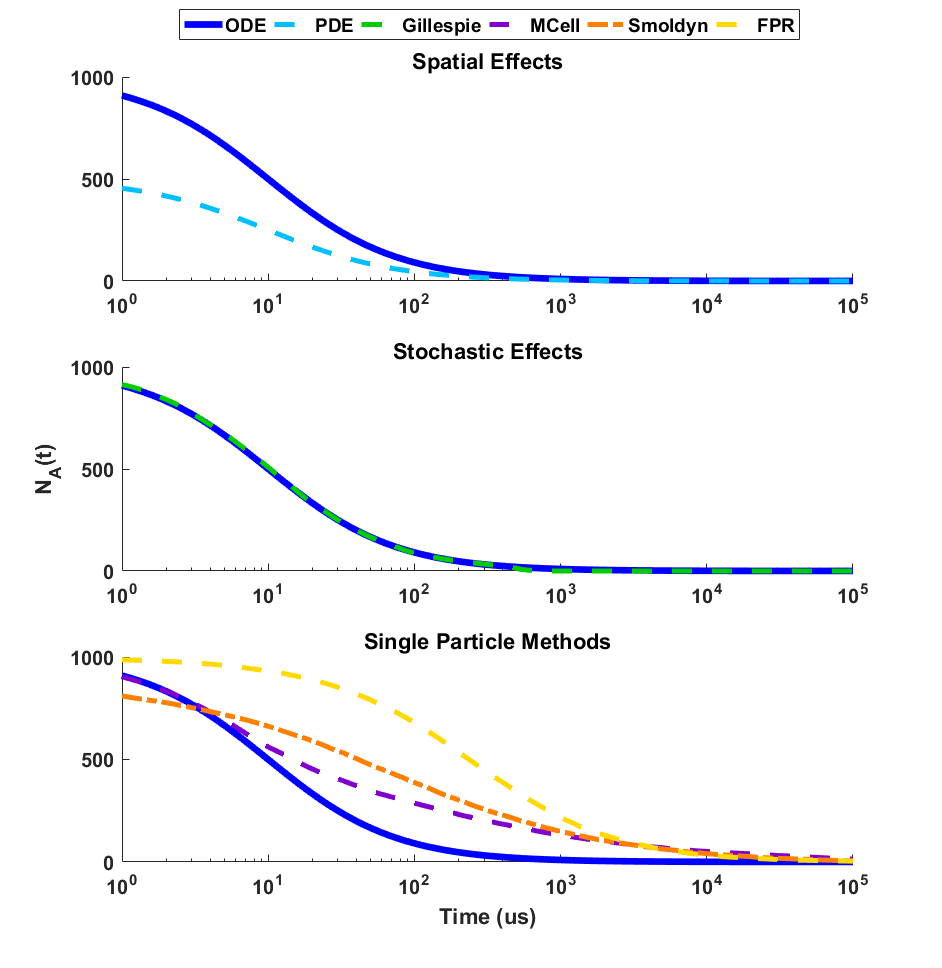 ODE PDE Gillespie MCell Smoldyn FPR
Spatial Effects
1000
500
0
10^0 10^1 10^2 10^3 10^4 10^5
Stochastic Effects
1000
500
0
N_A(t)
10^0 10^1 10^2 10^3 10^4 10^5
Single Particle Methods
1000
500
0
10^0 10^1 10^2 10^3 10^4 10^5
Time (us)